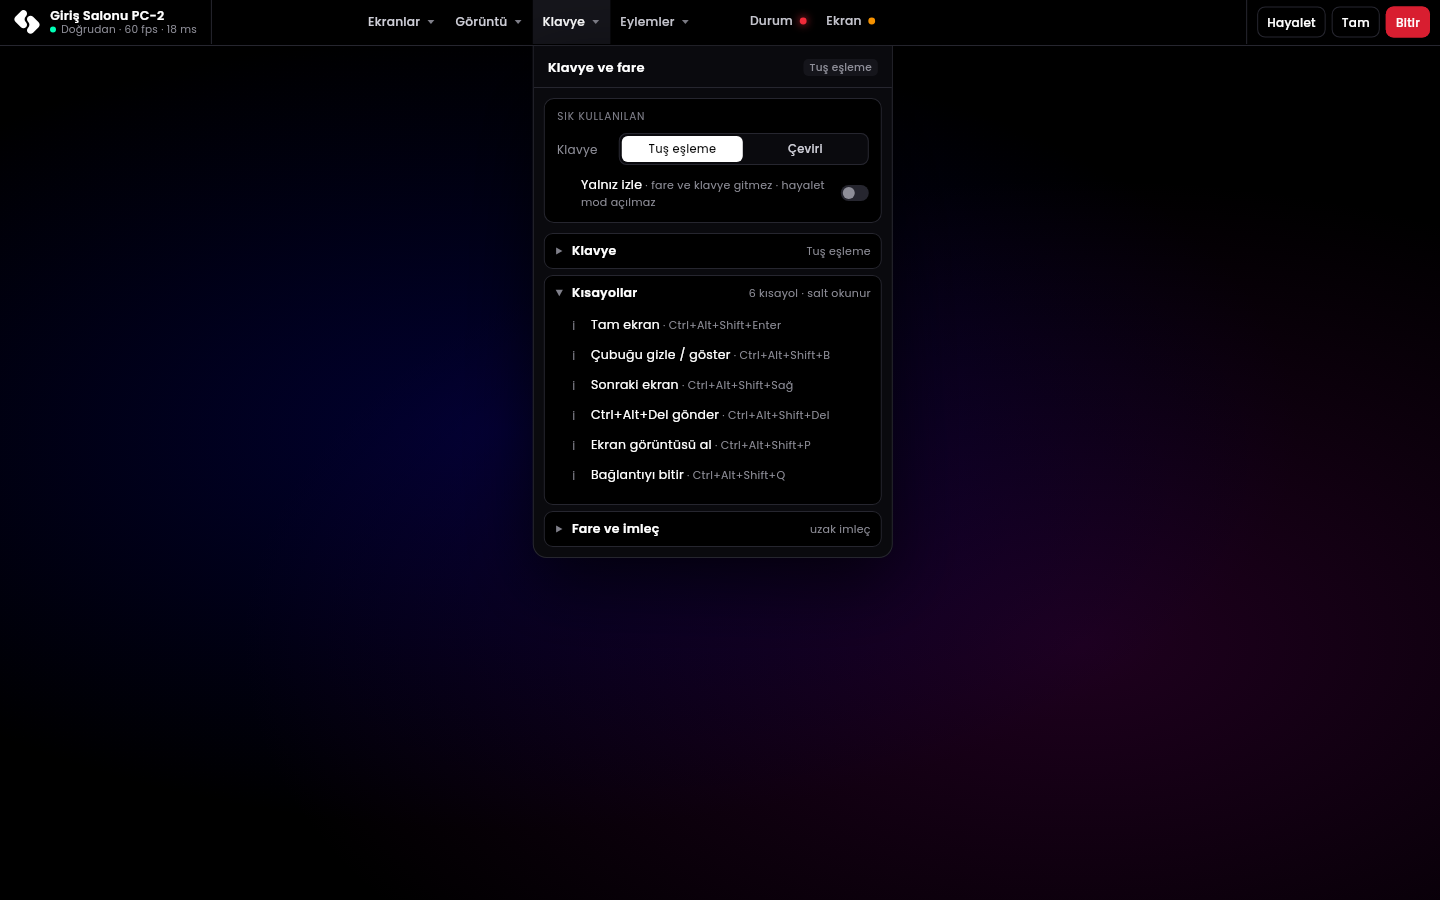 Giriş Salonu PC-2
Doğrudan · 60 fps · 18 ms
Ekranlar
Görüntü
Klavye
Eylemler
Durum
Ekran
Hayalet
Tam
Bitir
Klavye ve fare
Tuş eşleme
SIK KULLANILAN
Klavye
Tuş eşleme
Çeviri
Yalnız izle · fare ve klavye gitmez · hayalet
mod açılmaz
Klavye
Tuş eşleme
Kısayollar
6 kısayol · salt okunur
i Tam ekran · Ctrl+Alt+Shift+Enter
i Çubuğu gizle / göster · Ctrl+Alt+Shift+B
i Sonraki ekran · Ctrl+Alt+Shift+Sağ
i Ctrl+Alt+Del gönder · Ctrl+Alt+Shift+Del
i Ekran görüntüsü al · Ctrl+Alt+Shift+P
i Bağlantıyı bitir · Ctrl+Alt+Shift+Q
Fare ve imleç
uzak imleç